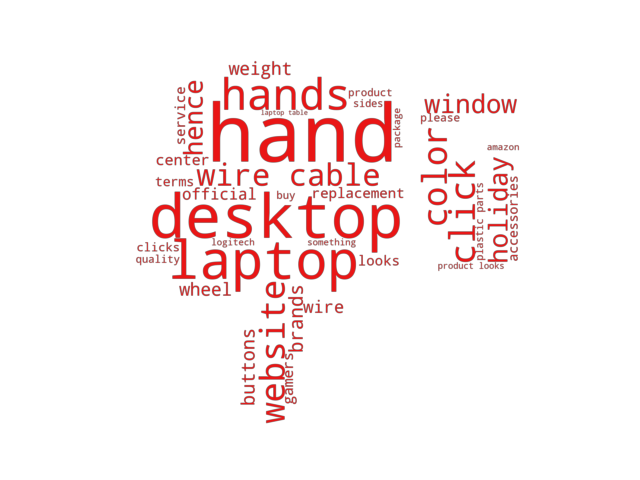 weight
hands
product
sides
laptop table
service
hence
hand
package
window
please
color
click
amazon
holiday
accessories
plastic parts
product looks
center
wire cable
terms
official
buy
replacement
desktop
clicks
logitech
something
quality
laptop
looks
wheel
website
brands
wire
buttons
gamers